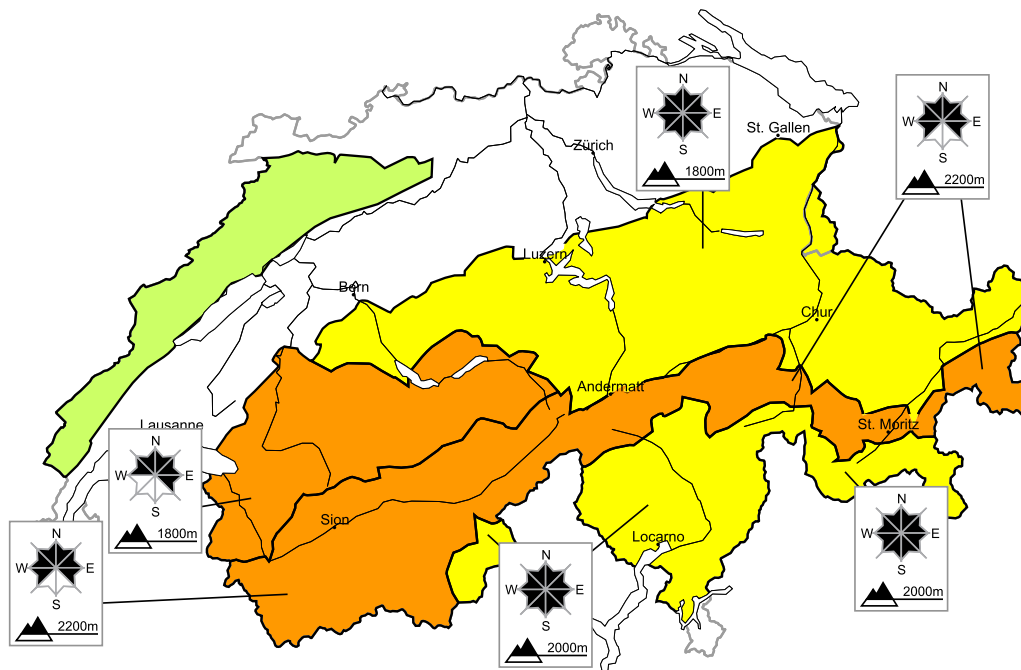 N
W E
S
1800m
St. Gallen
N
W E
S
2200m
Zürich
Luzern
Bern
Chur
Andermatt
St. Moritz
Lausanne
N
W E
S
1800m
Sion
Locarno
N
W E
S
2200m
N
W E
S
2000m
N
W E
S
2000m